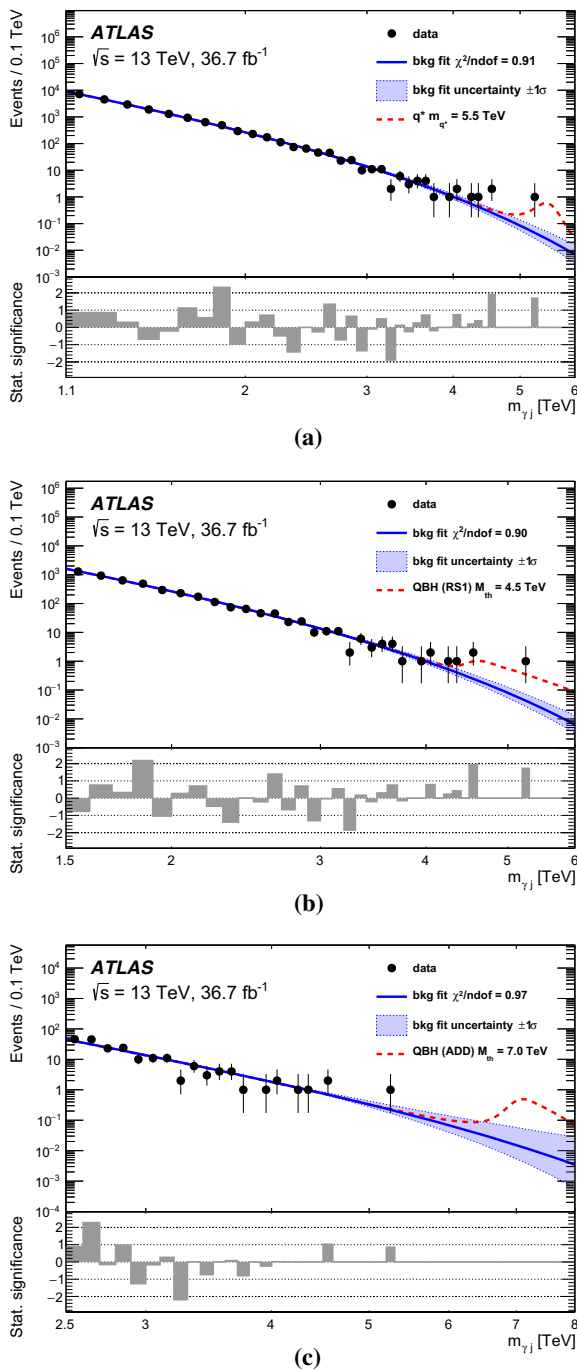 Events / 0.1 TeV
10⁶
10⁵
10⁴
10³
10²
10
1
10⁻¹
10⁻²
10⁻³
ATLAS
√s = 13 TeV, 36.7 fb⁻¹
data
bkg fit χ²/ndof = 0.91
bkg fit uncertainty ±1σ
q* m_q* = 5.5 TeV
Stat. significance
2
1
0
−1
−2
1.1 2 3 4 5 6
m_γj [TeV]
(a)
Events / 0.1 TeV
10⁶
10⁵
10⁴
10³
10²
10
1
10⁻¹
10⁻²
10⁻³
ATLAS
√s = 13 TeV, 36.7 fb⁻¹
data
bkg fit χ²/ndof = 0.90
bkg fit uncertainty ±1σ
QBH (RS1) M_th = 4.5 TeV
Stat. significance
2
1
0
−1
−2
1.5 2 3 4 5 6
m_γj [TeV]
(b)
Events / 0.1 TeV
10⁴
10³
10²
10
1
10⁻¹
10⁻²
10⁻³
10⁻⁴
ATLAS
√s = 13 TeV, 36.7 fb⁻¹
data
bkg fit χ²/ndof = 0.97
bkg fit uncertainty ±1σ
QBH (ADD) M_th = 7.0 TeV
Stat. significance
2
1
0
−1
−2
2.5 3 4 5 6 7 8
m_γj [TeV]
(c)